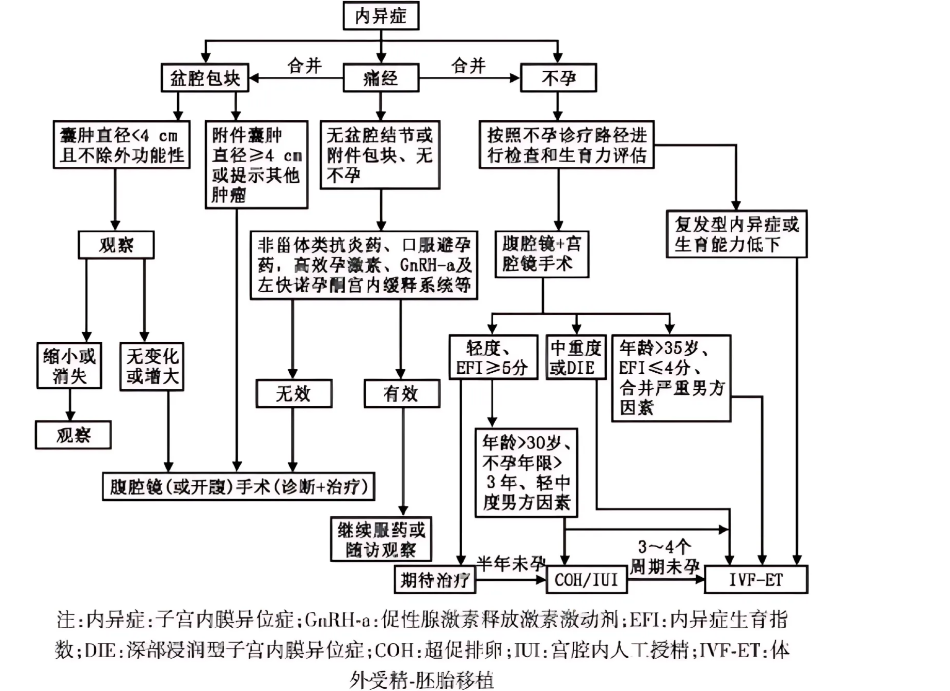 内异症
盆腔包块
合并
痛经
合并
不孕
囊肿直径<4 cm
且不除外功能性
附件囊肿
直径≥4 cm
或提示其他
肿瘤
无盆腔结节或
附件包块、无
不孕
按照不孕诊疗路径进
行检查和生育力评估
观察
非甾体类抗炎药、口服避孕
药，高效孕激素、GnRH-a及
左快诺孕酮宫内缓释系统等
腹腔镜+宫
腔镜手术
复发型内异症或
生育能力低下
缩小或
消失
无变化
或增大
无效
有效
轻度、
EFI≥5分
中重度
或DIE
年龄>35岁、
EFI≤4分、
合并严重男方
因素
观察
年龄>30岁、
不孕年限>
3年、轻中
度男方因素
腹腔镜(或开腹)手术(诊断+治疗)
继续服药或
随访观察
期待治疗
半年未孕
COH/IUI
3～4个
周期未孕
IVF-ET
注:内异症:子宫内膜异位症;GnRH-a:促性腺激素释放激素激动剂;EFI:内异症生育指
数;DIE:深部浸润型子宫内膜异位症;COH:超促排卵;IUI:宫腔内人工授精;IVF-ET:体
外受精-胚胎移植